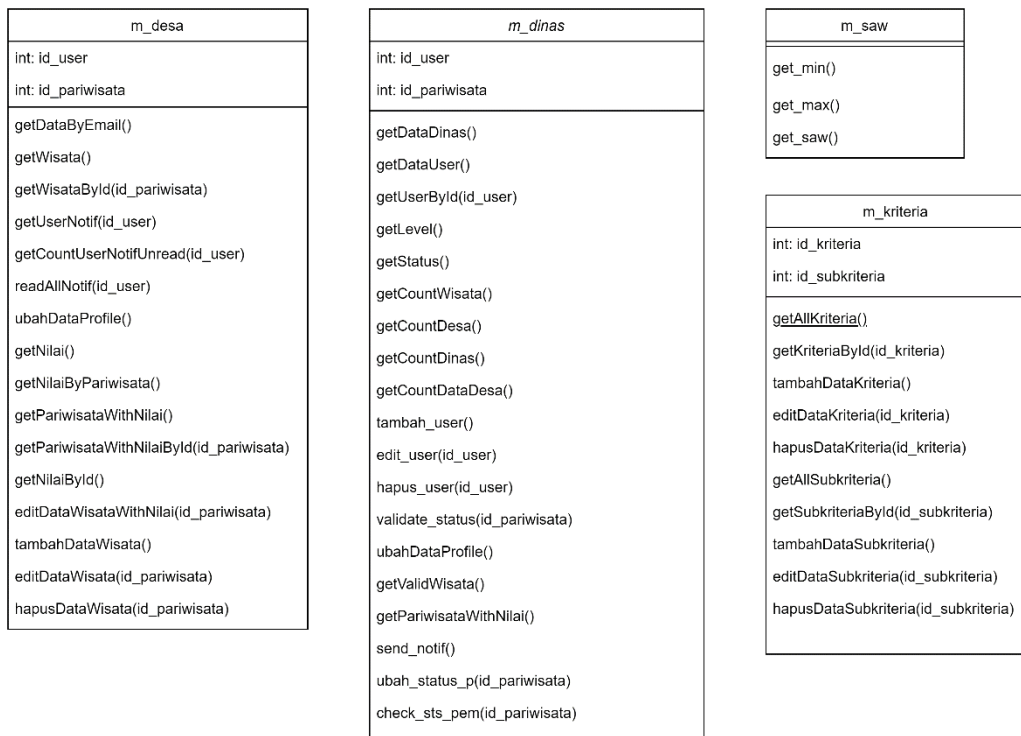 m_desa
int: id_user
int: id_pariwisata
getDataByEmail()
getWisata()
getWisataById(id_pariwisata)
getUserNotif(id_user)
getCountUserNotifUnread(id_user)
readAllNotif(id_user)
ubahDataProfile()
getNilai()
getNilaiByPariwisata()
getPariwisataWithNilai()
getPariwisataWithNilaiById(id_pariwisata)
getNilaiById()
editDataWisataWithNilai(id_pariwisata)
tambahDataWisata()
editDataWisata(id_pariwisata)
hapusDataWisata(id_pariwisata)
m_dinas
int: id_user
int: id_pariwisata
getDataDinas()
getDataUser()
getUserById(id_user)
getLevel()
getStatus()
getCountWisata()
getCountDesa()
getCountDinas()
getCountDataDesa()
tambah_user()
edit_user(id_user)
hapus_user(id_user)
validate_status(id_pariwisata)
ubahDataProfile()
getValidWisata()
getPariwisataWithNilai()
send_notif()
ubah_status_p(id_pariwisata)
check_sts_pem(id_pariwisata)
m_saw
get_min()
get_max()
get_saw()
m_kriteria
int: id_kriteria
int: id_subkriteria
getAllKriteria()
getKriteriaById(id_kriteria)
tambahDataKriteria()
editDataKriteria(id_kriteria)
hapusDataKriteria(id_kriteria)
getAllSubkriteria()
getSubkriteriaById(id_subkriteria)
tambahDataSubkriteria()
editDataSubkriteria(id_subkriteria)
hapusDataSubkriteria(id_subkriteria)